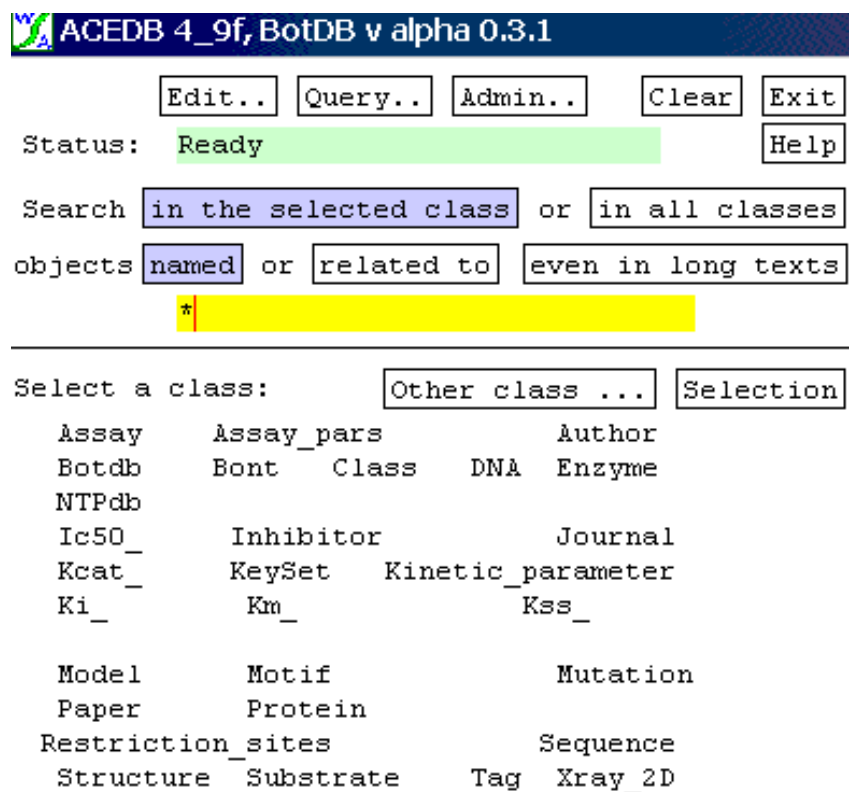 ACEDB 4_9f, BotDB v alpha 0.3.1
Edit.. Query.. Admin.. Clear Exit
Status: Ready Help
Search in the selected class or in all classes
objects named or related to even in long texts
*
Select a class: Other class ... Selection
Assay Assay_pars Author
Botdb Bont Class DNA Enzyme
NTPdb
Ic50_ Inhibitor Journal
Kcat_ KeySet Kinetic_parameter
Ki_ Km_ Kss_
Model Motif Mutation
Paper Protein
Restriction_sites Sequence
Structure Substrate Tag Xray_2D